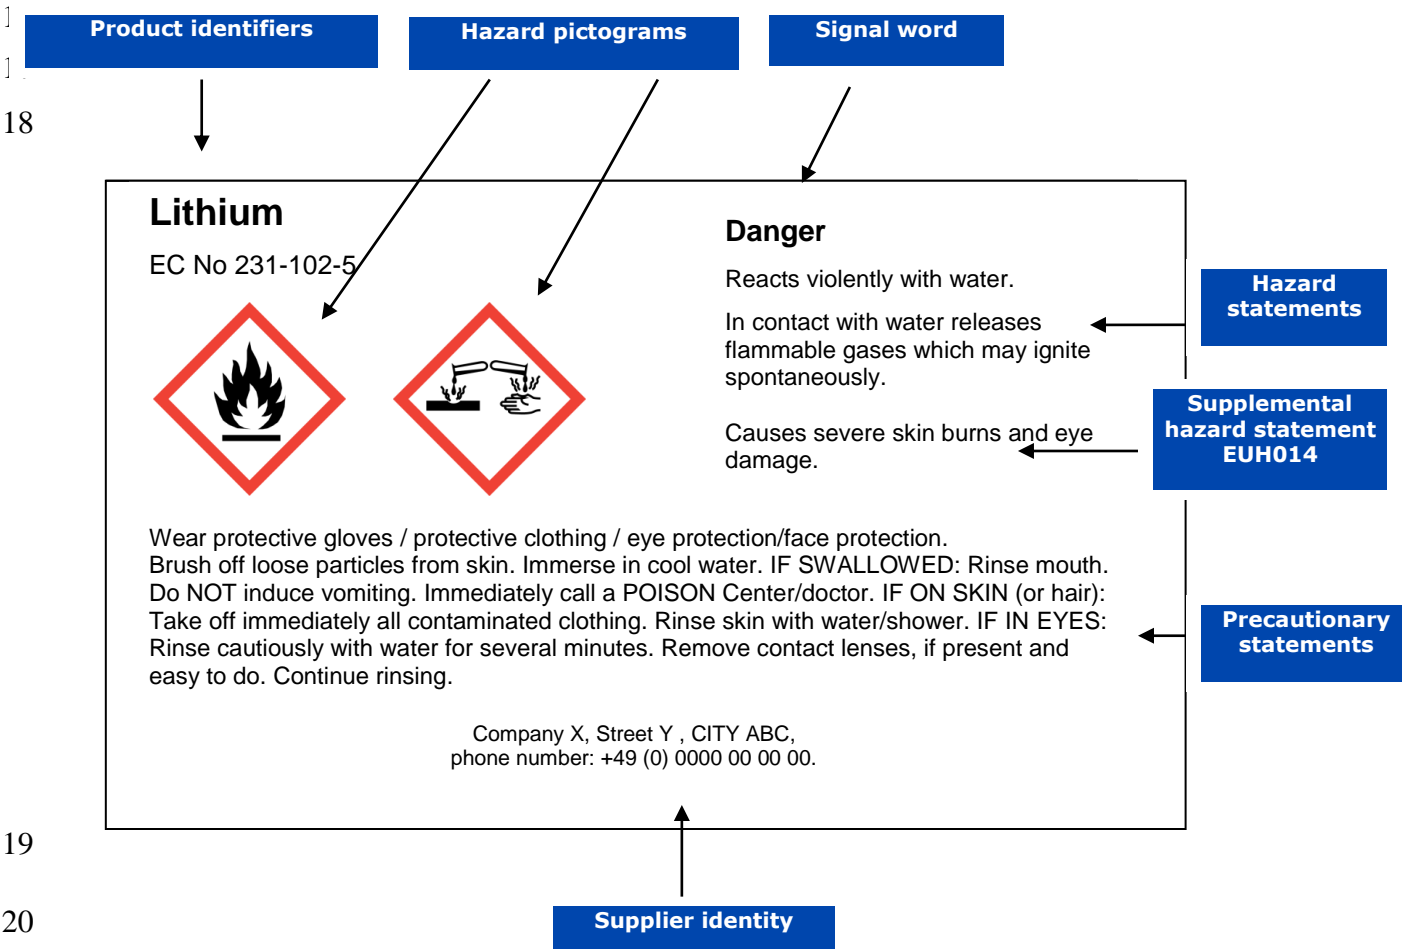 Product identifiers
Hazard pictograms
Signal word
18
Lithium
EC No 231-102-5
Danger
Reacts violently with water.
In contact with water releases
flammable gases which may ignite
spontaneously.
Causes severe skin burns and eye
damage.
Hazard
statements
Supplemental
hazard statement
EUH014
Wear protective gloves / protective clothing / eye protection/face protection.
Brush off loose particles from skin. Immerse in cool water. IF SWALLOWED: Rinse mouth.
Do NOT induce vomiting. Immediately call a POISON Center/doctor. IF ON SKIN (or hair):
Take off immediately all contaminated clothing. Rinse skin with water/shower. IF IN EYES:
Rinse cautiously with water for several minutes. Remove contact lenses, if present and
easy to do. Continue rinsing.
Precautionary
statements
Company X, Street Y , CITY ABC,
phone number: +49 (0) 0000 00 00 00.
19
20
Supplier identity